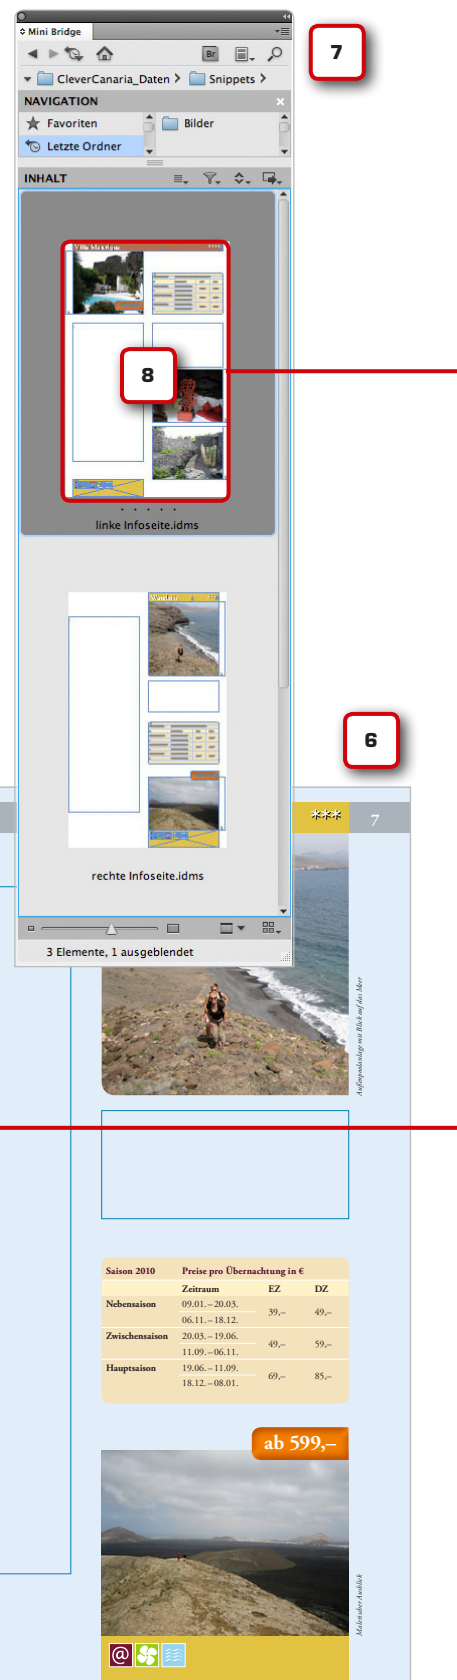 Mini Bridge
7
Br
CleverCanaria_Daten > Snippets >
NAVIGATION
Favoriten
Bilder
Letzte Ordner
INHALT
8
linke Infoseite.idms
6
*** 7
rechte Infoseite.idms
3 Elemente, 1 ausgeblendet
Außenpoolanlage mit Blick auf das Meer
Saison 2010 Preise pro Übernachtung in €
Zeitraum EZ DZ
Nebensaison 09.01.–20.03. 39,– 49,–
06.11.–18.12.
Zwischensaison 20.03.–19.06. 49,– 59,–
11.09.–06.11.
Hauptsaison 19.06.–11.09. 69,– 85,–
18.12.–08.01.
ab 599,–
Malerischer Ausblick
@